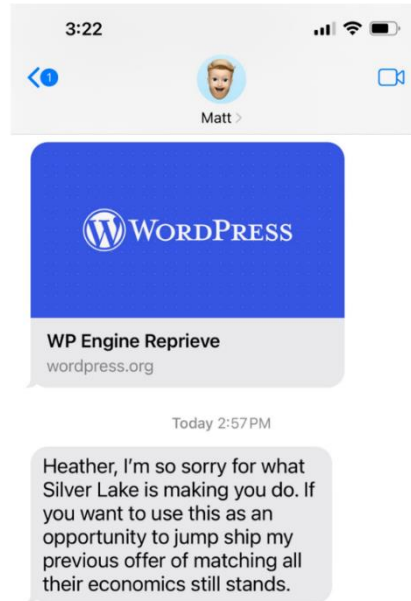 3:22
1
Matt
WORDPRESS
WP Engine Reprieve
wordpress.org
Today 2:57 PM
Heather, I'm so sorry for what
Silver Lake is making you do. If
you want to use this as an
opportunity to jump ship my
previous offer of matching all
their economics still stands.